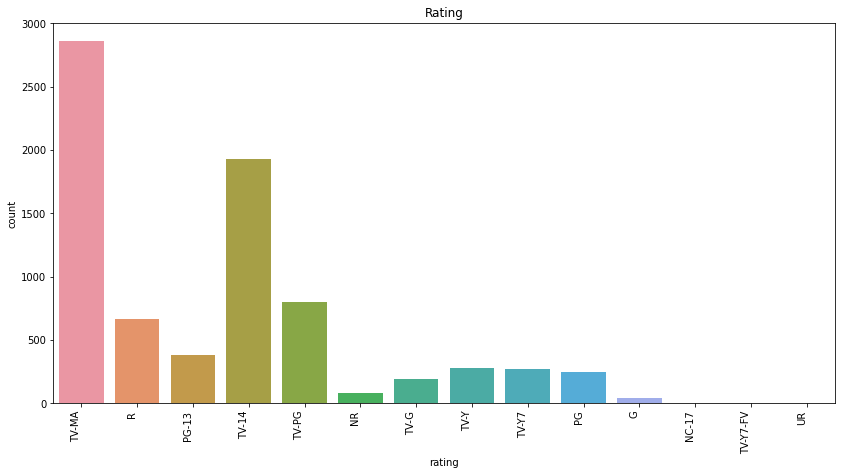 Rating
3000
2500
2000
1500
1000
500
0
count
TV-MA
R
PG-13
TV-14
TV-PG
NR
TV-G
TV-Y
TV-Y7
PG
G
NC-17
TV-Y7-FV
UR
rating